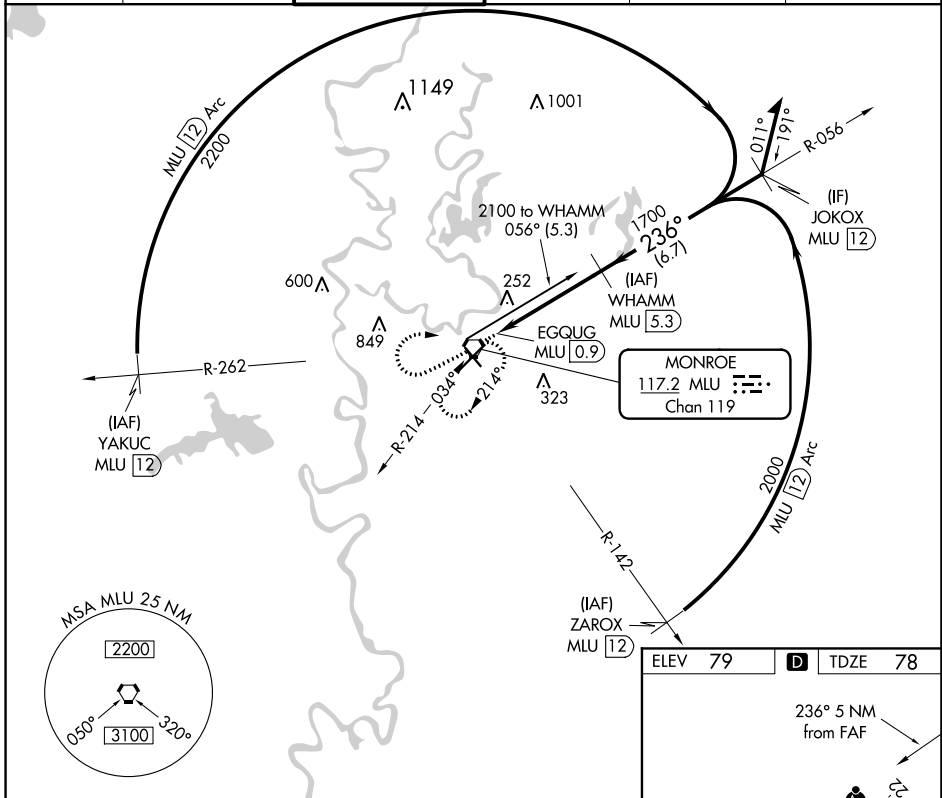 1149
1001
MLU 12 Arc
2200
011°
191°
R-056
(IF)
JOKOX
MLU 12
2100 to WHAMM
056° (5.3)
1700
236°
(6.7)
(IAF)
WHAMM
MLU 5.3
600
252
849
EGQUG
MLU 0.9
323
MONROE
117.2 MLU
Chan 119
R-262
(IAF)
YAKUC
MLU 12
R-214
034°
214°
2000
MLU 12 Arc
R-142
(IAF)
ZAROX
MLU 12
MSA MLU 25 NM
2200
050°
320°
3100
ELEV 79
D
TDZE 78
236° 5 NM
from FAF